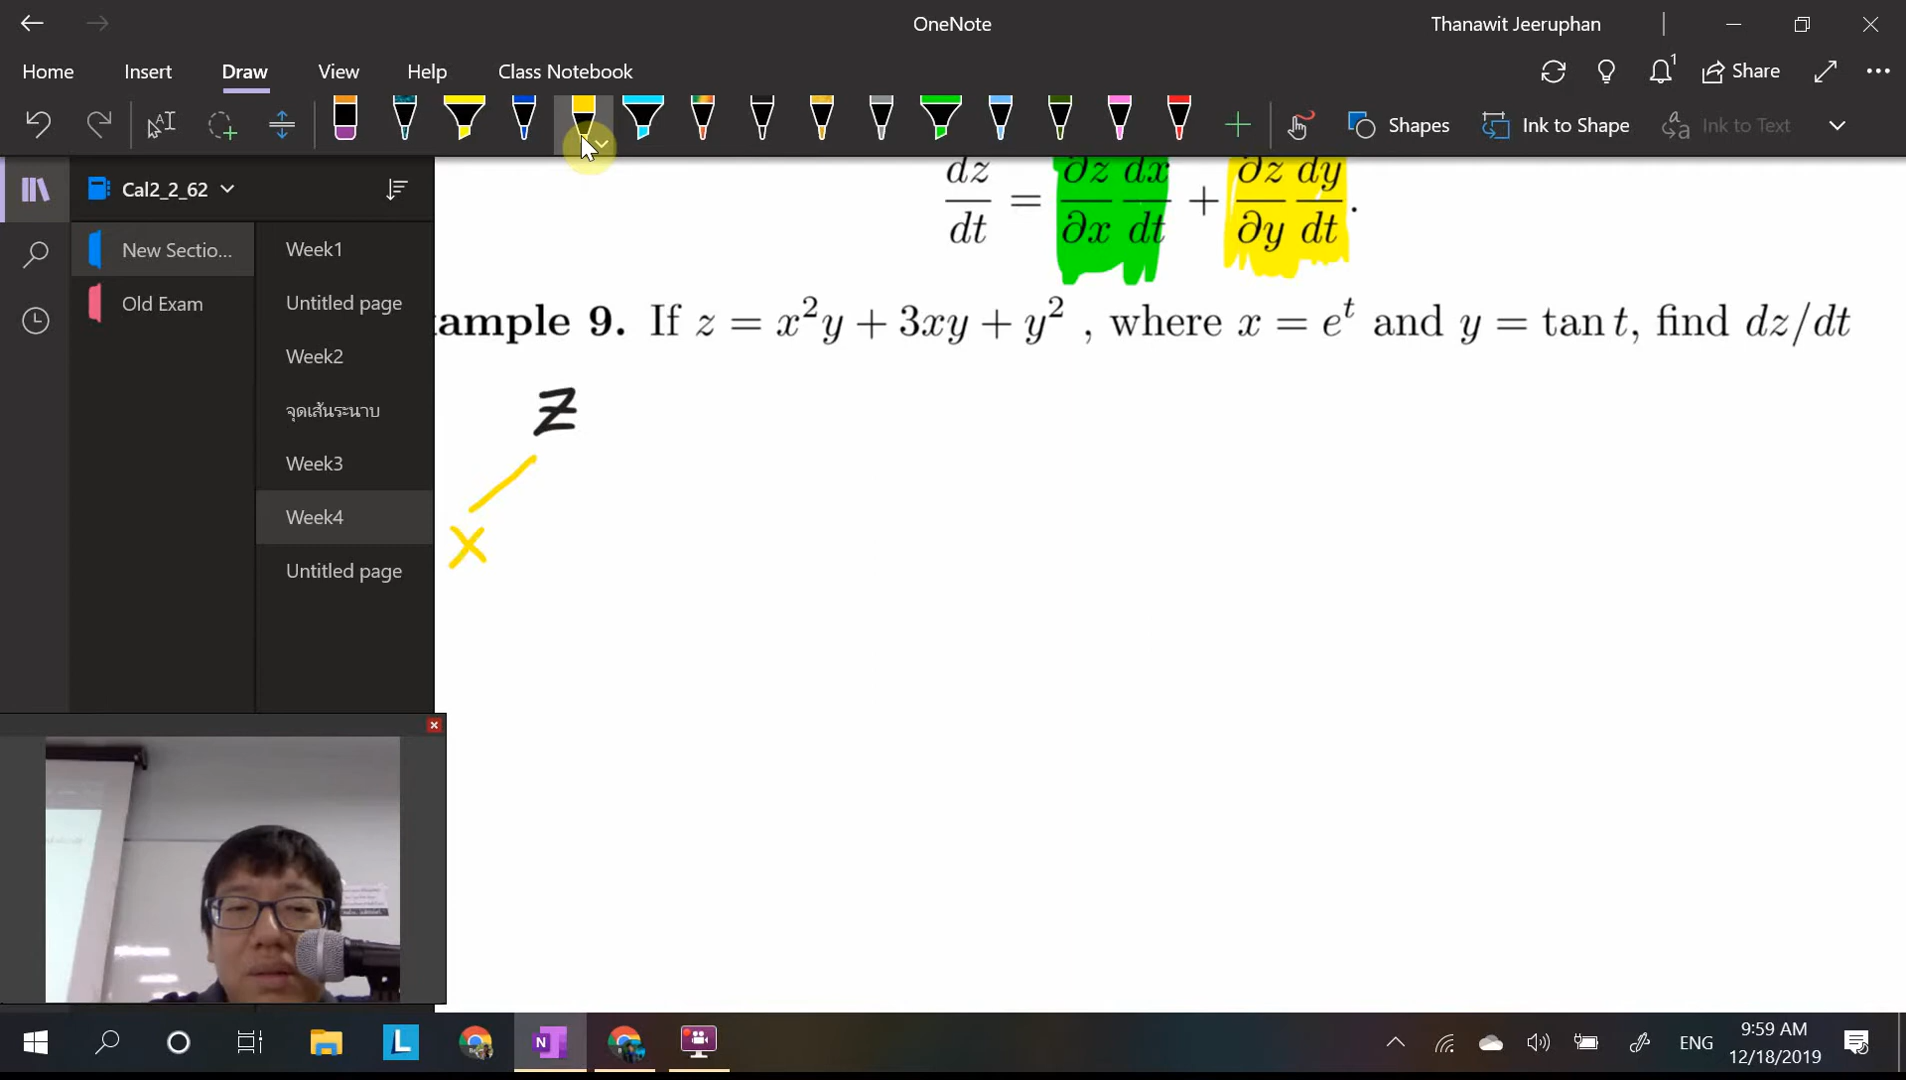 OneNote
Thanawit Jeeruphan
Home Insert Draw View Help Class Notebook
1 Share
Shapes Ink to Shape Ink to Text
Cal2_2_62
New Sectio...
Old Exam
Week1
Untitled page
Week2
จุดเส้นระนาบ
Week3
Week4
Untitled page
dz/dt = ∂z/∂x dx/dt + ∂z/∂y dy/dt.
ample 9. If z = x²y + 3xy + y² , where x = eᵗ and y = tan t, find dz/dt
z
x
ENG
9:59 AM
12/18/2019